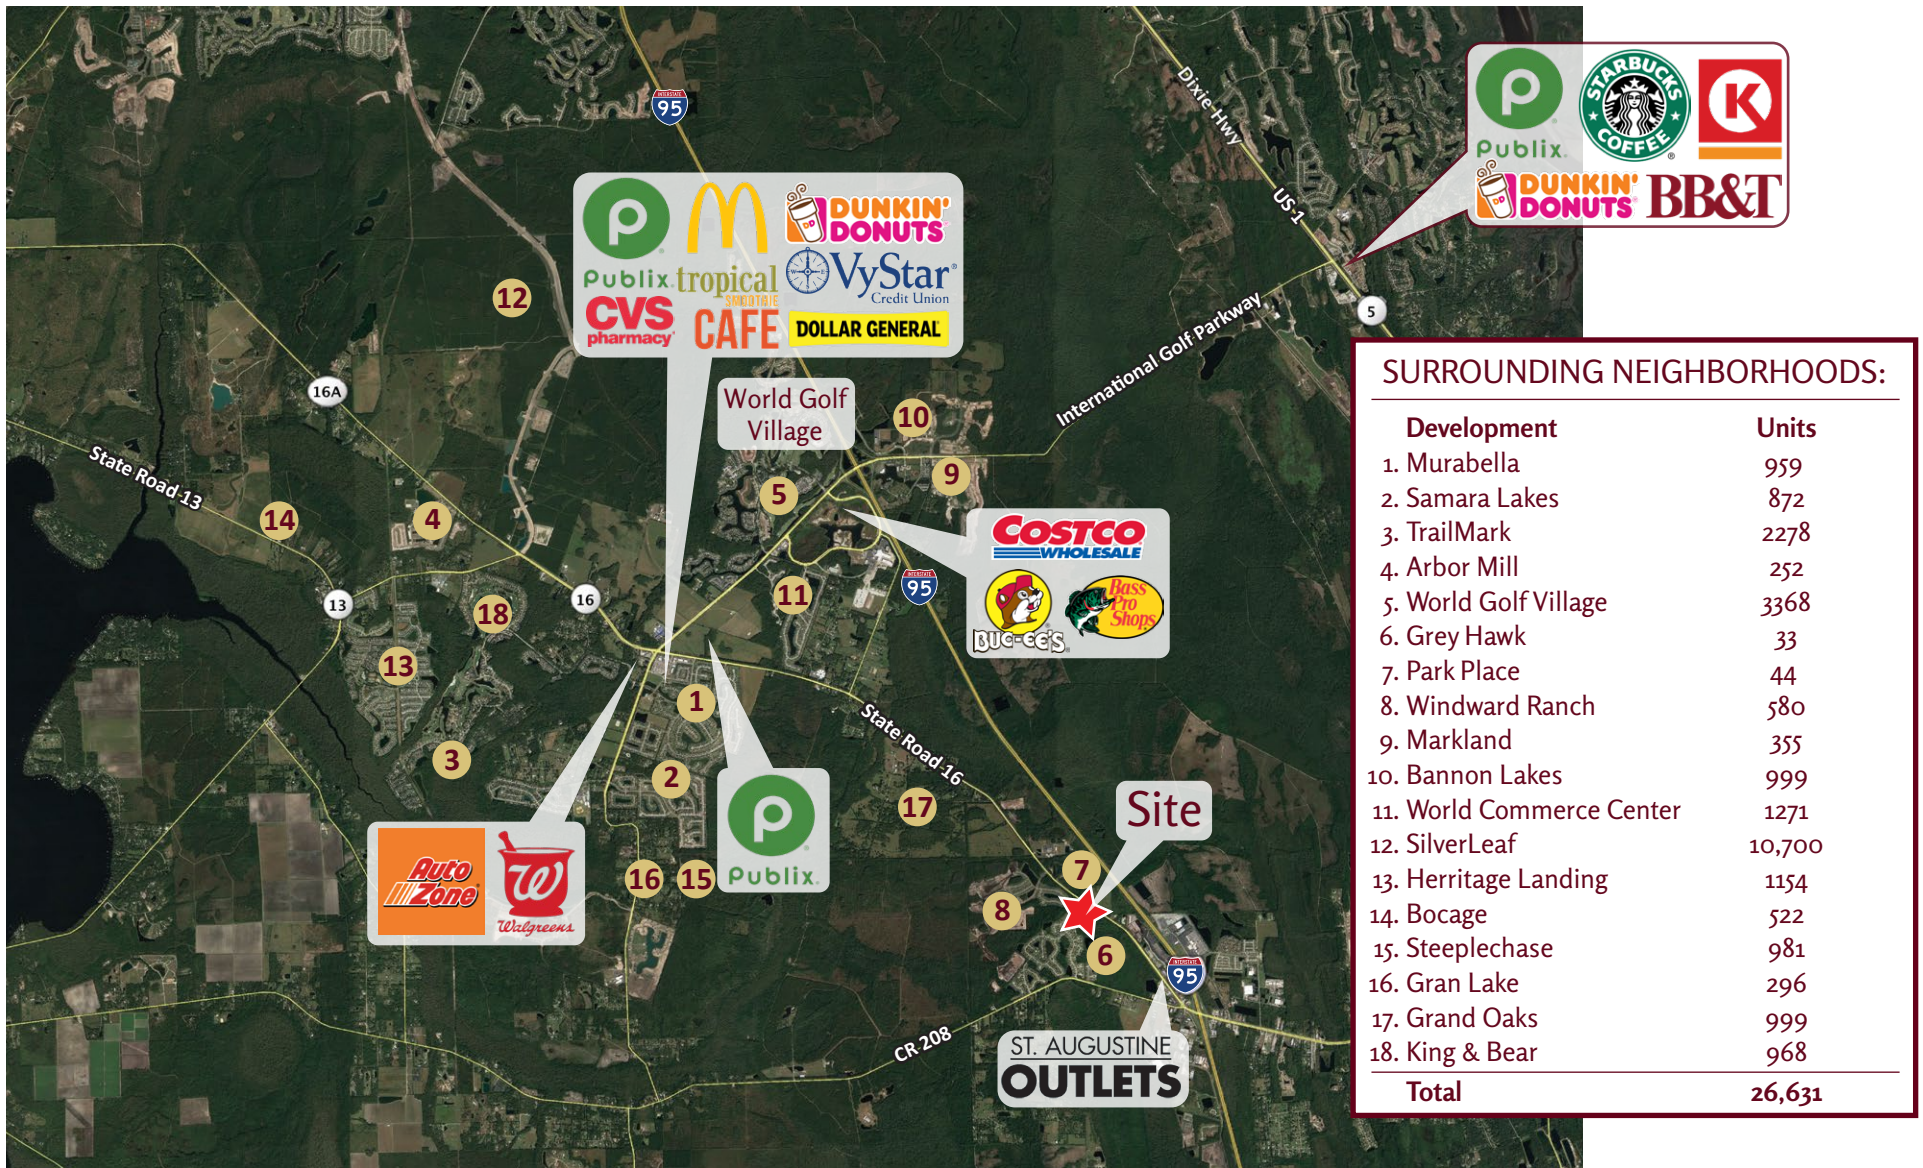 INTERSTATE
95
Dixie Hwy
US-1
5
Publix.
STARBUCKS
COFFEE
K
DUNKIN'
DONUTS
BB&T
Publix.
M
DUNKIN'
DONUTS
DD
tropical
SMOOTHIE
CAFE
VyStar
Credit Union
CVS
pharmacy
DOLLAR GENERAL
12
16A
State Road 13
14
4
13
18
16
13
3
World Golf
Village
10
International Golf Parkway
9
5
11
COSTCO
WHOLESALE
BUC-EE'S
Bass
Pro
Shops
INTERSTATE
95
1
2
State Road 16
17
Publix.
Auto
Zone
W
Walgreens
16
15
Site
7
8
6
INTERSTATE
95
CR 208
ST. AUGUSTINE
OUTLETS
SURROUNDING NEIGHBORHOODS:
Development Units
1. Murabella 959
2. Samara Lakes 872
3. TrailMark 2278
4. Arbor Mill 252
5. World Golf Village 3368
6. Grey Hawk 33
7. Park Place 44
8. Windward Ranch 580
9. Markland 355
10. Bannon Lakes 999
11. World Commerce Center 1271
12. SilverLeaf 10,700
13. Herritage Landing 1154
14. Bocage 522
15. Steeplechase 981
16. Gran Lake 296
17. Grand Oaks 999
18. King & Bear 968
Total 26,631